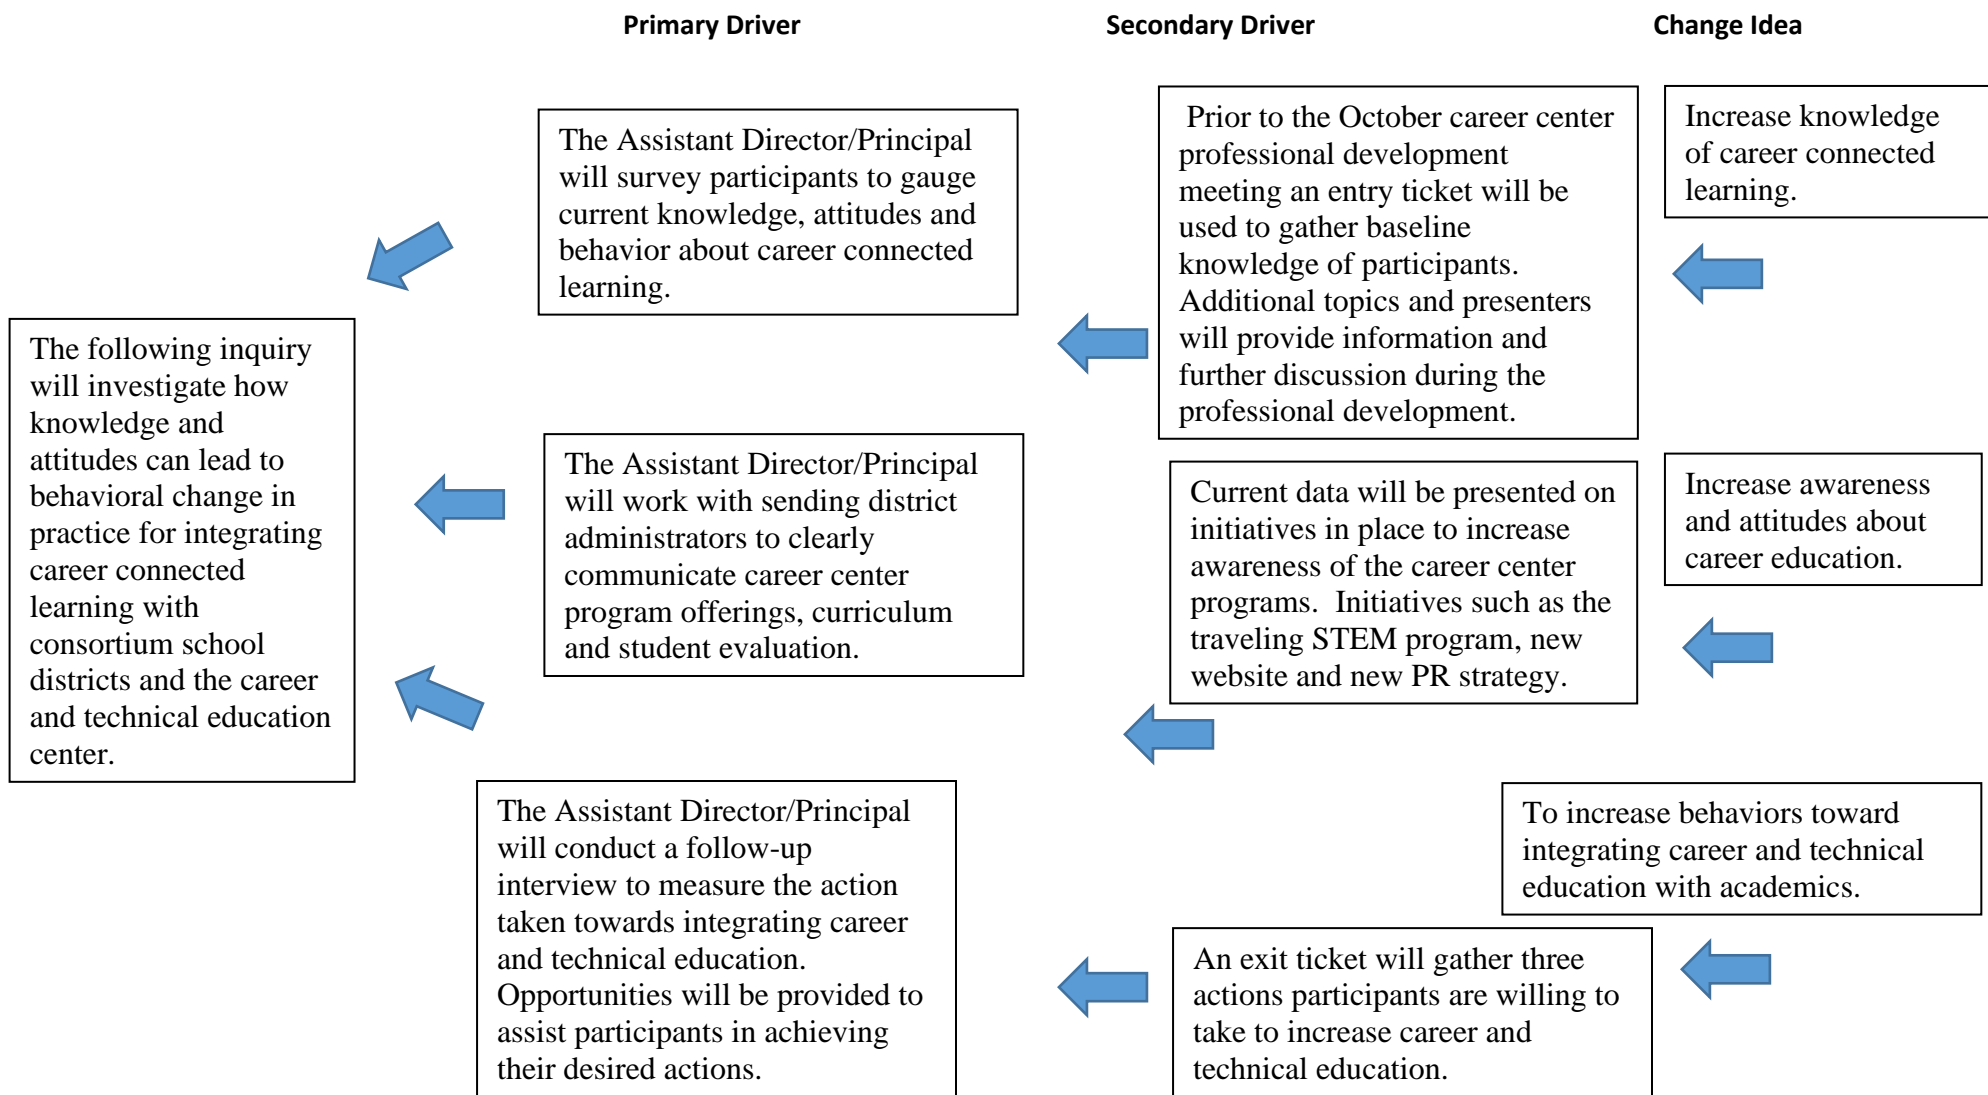 Primary Driver
Secondary Driver
Change Idea
The following inquiry
will investigate how
knowledge and
attitudes can lead to
behavioral change in
practice for integrating
career connected
learning with
consortium school
districts and the career
and technical education
center.
The Assistant Director/Principal
will survey participants to gauge
current knowledge, attitudes and
behavior about career connected
learning.
Prior to the October career center
professional development
meeting an entry ticket will be
used to gather baseline
knowledge of participants.
Additional topics and presenters
will provide information and
further discussion during the
professional development.
Increase knowledge
of career connected
learning.
The Assistant Director/Principal
will work with sending district
administrators to clearly
communicate career center
program offerings, curriculum
and student evaluation.
Current data will be presented on
initiatives in place to increase
awareness of the career center
programs.  Initiatives such as the
traveling STEM program, new
website and new PR strategy.
Increase awareness
and attitudes about
career education.
The Assistant Director/Principal
will conduct a follow-up
interview to measure the action
taken towards integrating career
and technical education.
Opportunities will be provided to
assist participants in achieving
their desired actions.
An exit ticket will gather three
actions participants are willing to
take to increase career and
technical education.
To increase behaviors toward
integrating career and technical
education with academics.